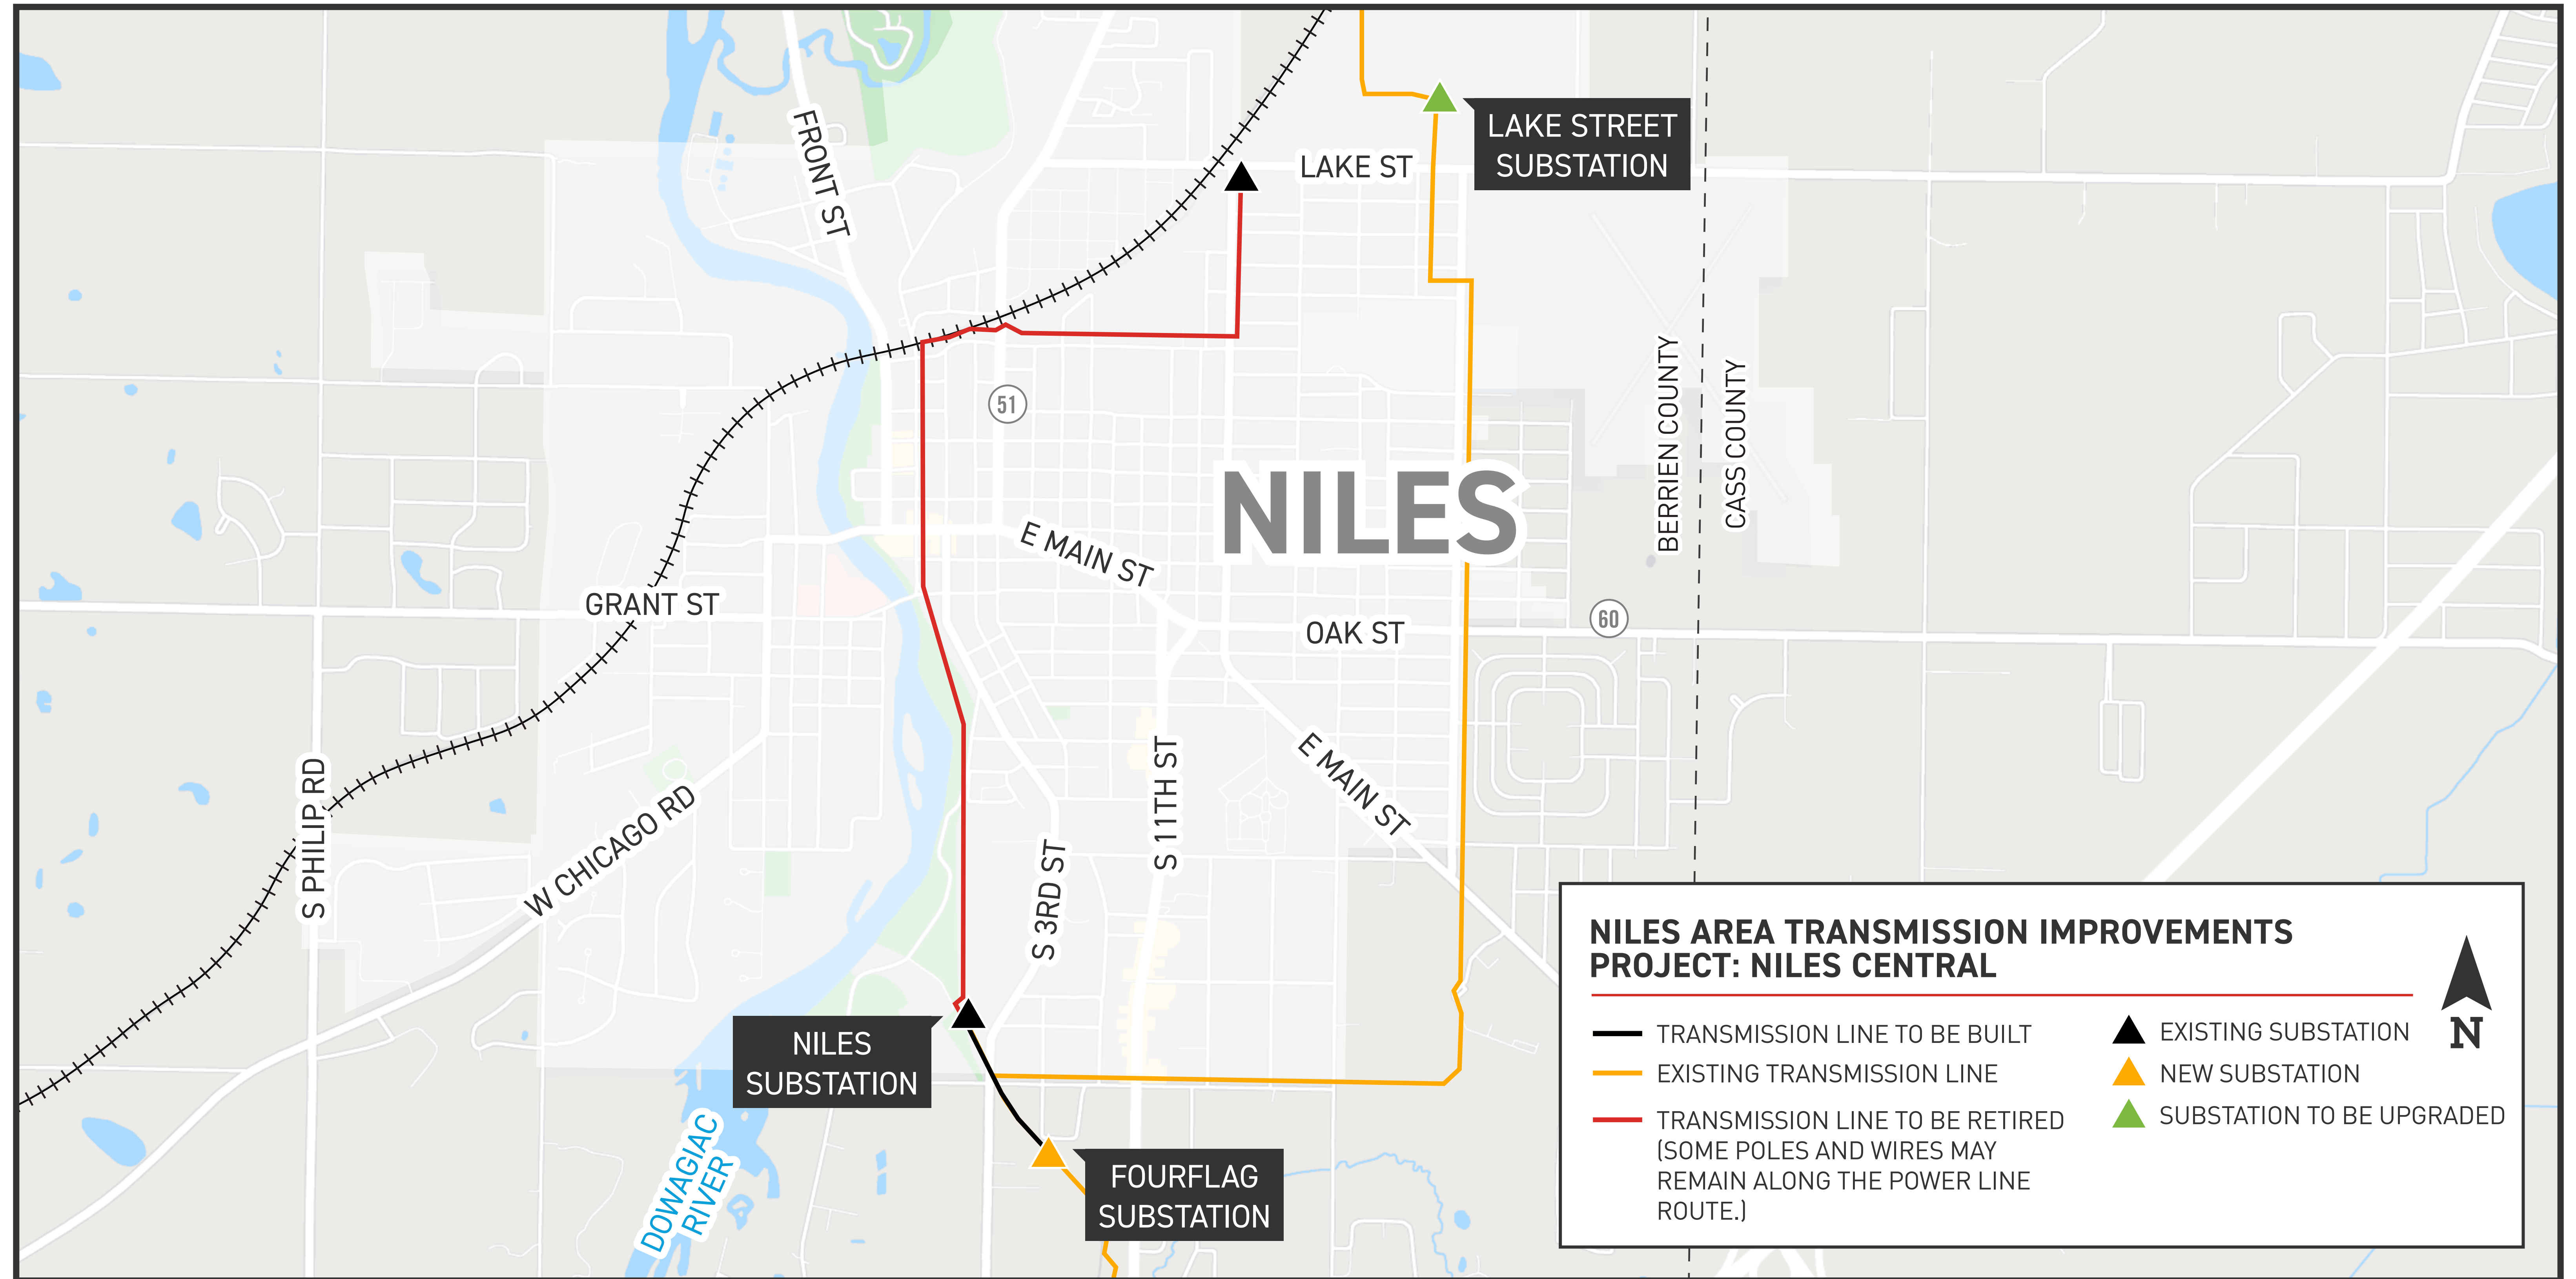 LAKE STREET
SUBSTATION
FRONT ST
LAKE ST
51
BERRIEN COUNTY
CASS COUNTY
NILES
E MAIN ST
GRANT ST
OAK ST
60
S PHILIP RD
W CHICAGO RD
S 11TH ST
E MAIN ST
S 3RD ST
NILES
SUBSTATION
DOWAGIAC
RIVER
FOURFLAG
SUBSTATION
NILES AREA TRANSMISSION IMPROVEMENTS
PROJECT: NILES CENTRAL
N
TRANSMISSION LINE TO BE BUILT
EXISTING TRANSMISSION LINE
TRANSMISSION LINE TO BE RETIRED
(SOME POLES AND WIRES MAY
REMAIN ALONG THE POWER LINE
ROUTE.)
EXISTING SUBSTATION
NEW SUBSTATION
SUBSTATION TO BE UPGRADED